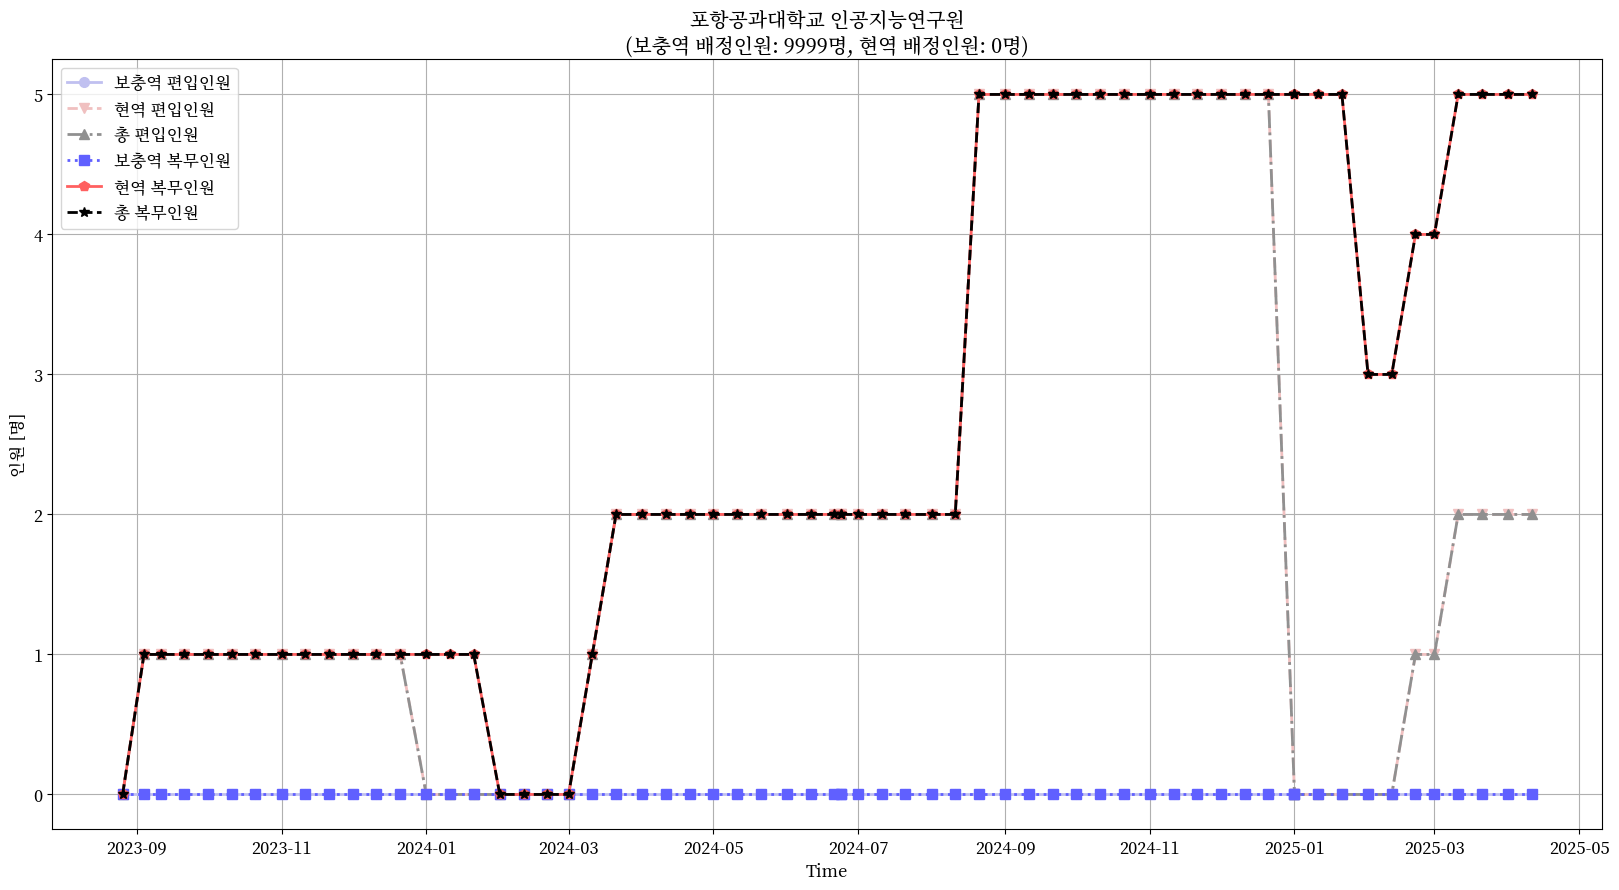 포항공과대학교 인공지능연구원
(보충역 배정인원: 9999명, 현역 배정인원: 0명)
보충역 편입인원
현역 편입인원
총 편입인원
보충역 복무인원
현역 복무인원
총 복무인원
인원 [명]
5
4
3
2
1
0
2023-09
2023-11
2024-01
2024-03
2024-05
2024-07
2024-09
2024-11
2025-01
2025-03
2025-05
Time